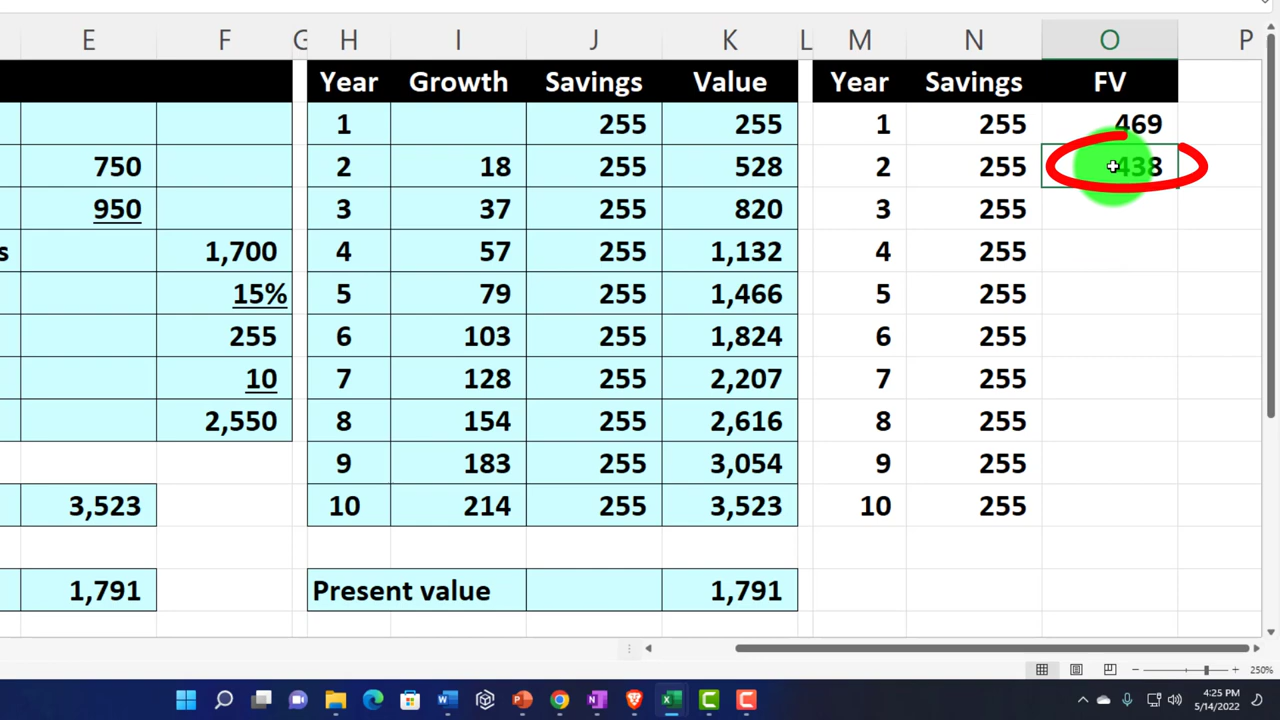 E F G H I J K L M N O P
Year Growth Savings Value Year Savings FV
1 255 255 1 255 469
750 2 18 255 528 2 255 438
950 3 37 255 820 3 255
s 1,700 4 57 255 1,132 4 255
15% 5 79 255 1,466 5 255
255 6 103 255 1,824 6 255
10 7 128 255 2,207 7 255
2,550 8 154 255 2,616 8 255
9 183 255 3,054 9 255
3,523 10 214 255 3,523 10 255
1,791 Present value 1,791
250%
4:25 PM
5/14/2022